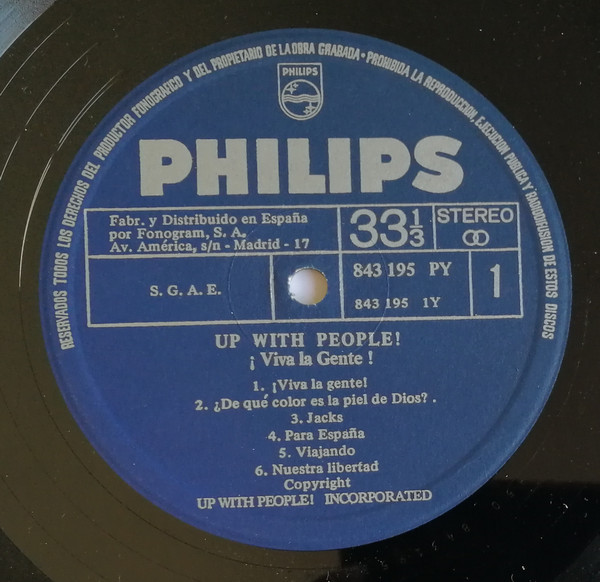 RESERVADOS TODOS LOS DERECHOS DEL PRODUCTOR FONOGRAFICO Y DEL PROPIETARIO DE LA OBRA GRABADA • PROHIBIDA LA REPRODUCCION, EJECUCION PUBLICA Y RADIODIFUSION DE ESTOS DISCOS
PHILIPS
PHILIPS
Fabr. y Distribuido en España
por Fonogram, S. A.
Av. América, s/n - Madrid - 17
33 1/3
STEREO
S. G. A. E.
843 195 PY
843 195 1Y
1
UP WITH PEOPLE!
¡ Viva la Gente !
1. ¡Viva la gente!
2. ¿De qué color es la piel de Dios? .
3. Jacks
4. Para España
5. Viajando
6. Nuestra libertad
Copyright
UP WITH PEOPLE! INCORPORATED